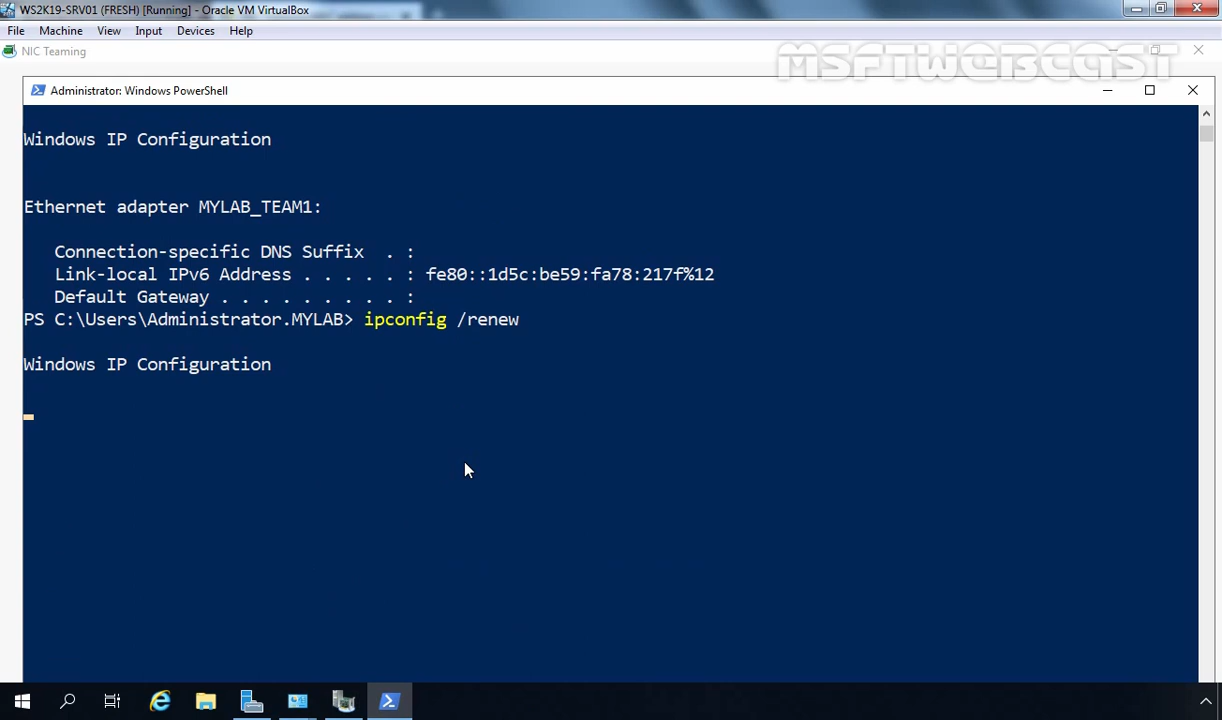 WS2K19-SRV01 (FRESH) [Running] - Oracle VM VirtualBox
File Machine View Input Devices Help
NIC Teaming
MSFTWEBCAST
Administrator: Windows PowerShell
Windows IP Configuration
Ethernet adapter MYLAB_TEAM1:
Connection-specific DNS Suffix . :
Link-local IPv6 Address . . . . . : fe80::1d5c:be59:fa78:217f%12
Default Gateway . . . . . . . . . :
PS C:\Users\Administrator.MYLAB> ipconfig /renew
Windows IP Configuration